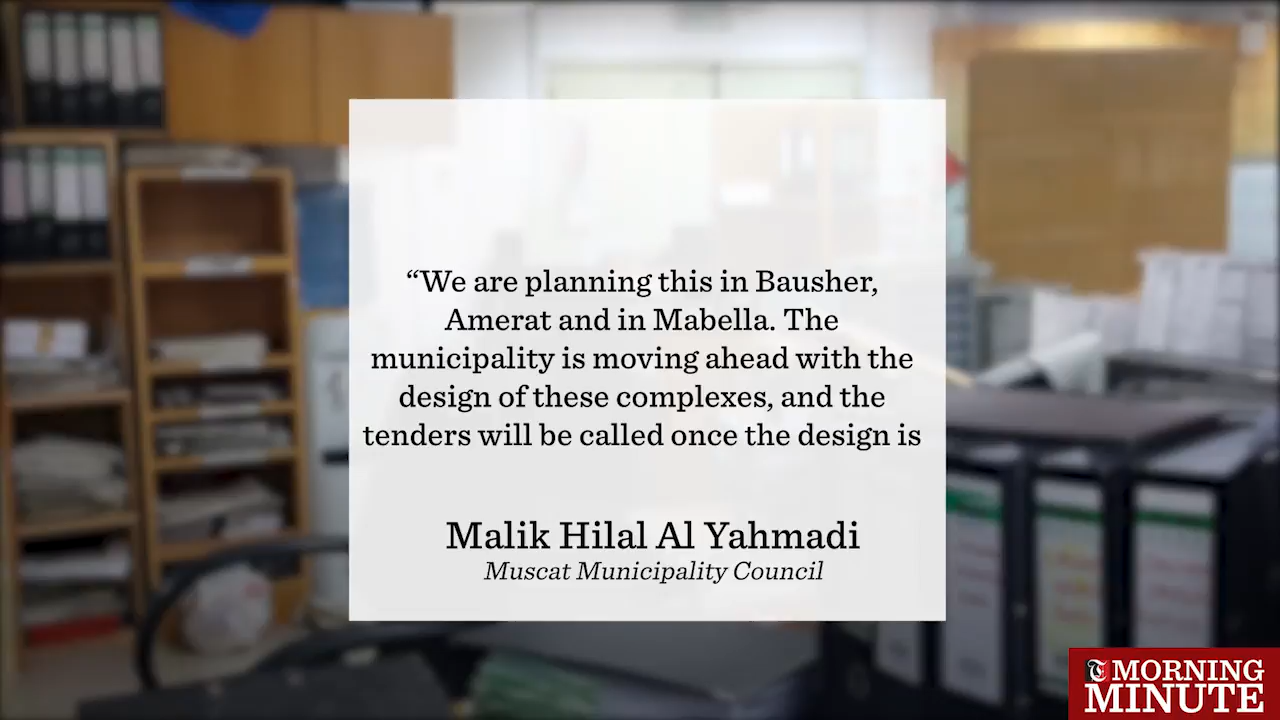 “We are planning this in Bausher,
Amerat and in Mabella. The
municipality is moving ahead with the
design of these complexes, and the
tenders will be called once the design is
Malik Hilal Al Yahmadi
Muscat Municipality Council
T MORNING
MINUTE